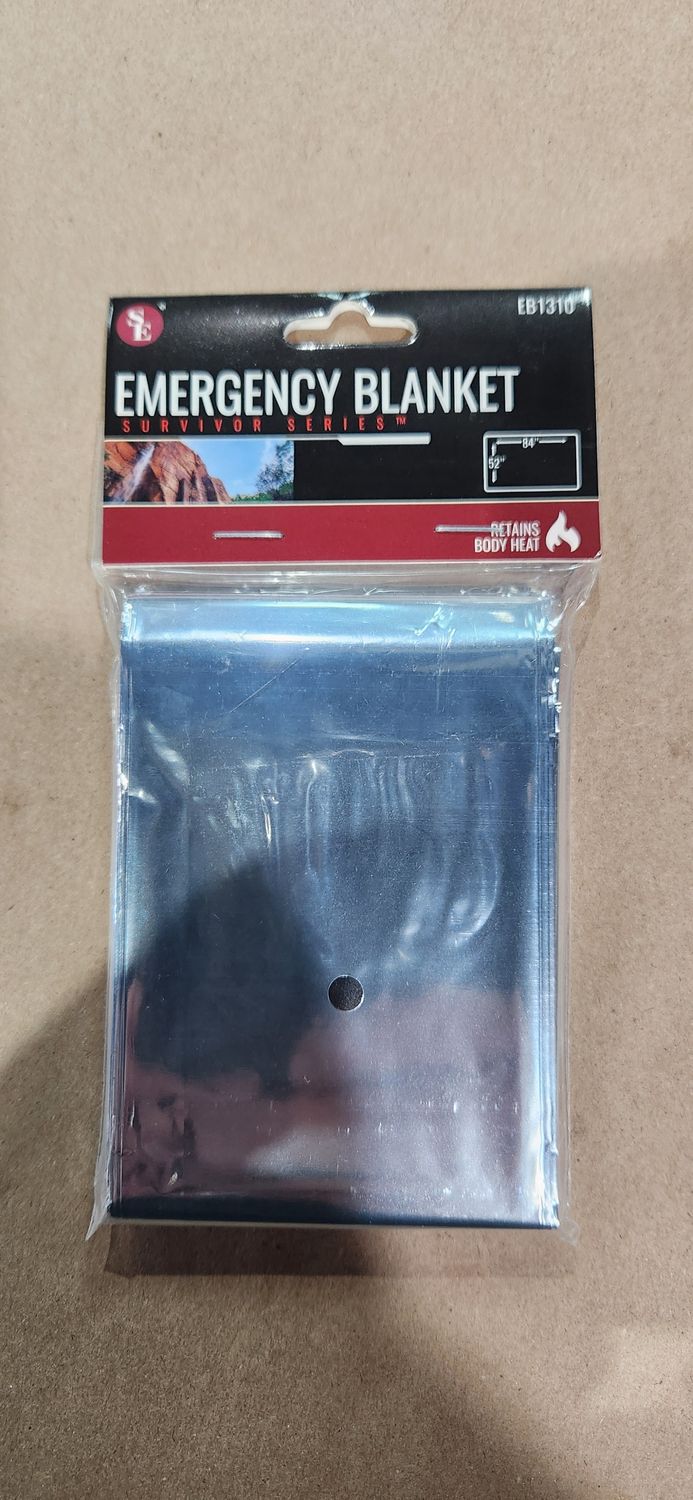 SE®
EB1310
EMERGENCY BLANKET
SURVIVOR SERIES™
84"
52"
RETAINS
BODY HEAT